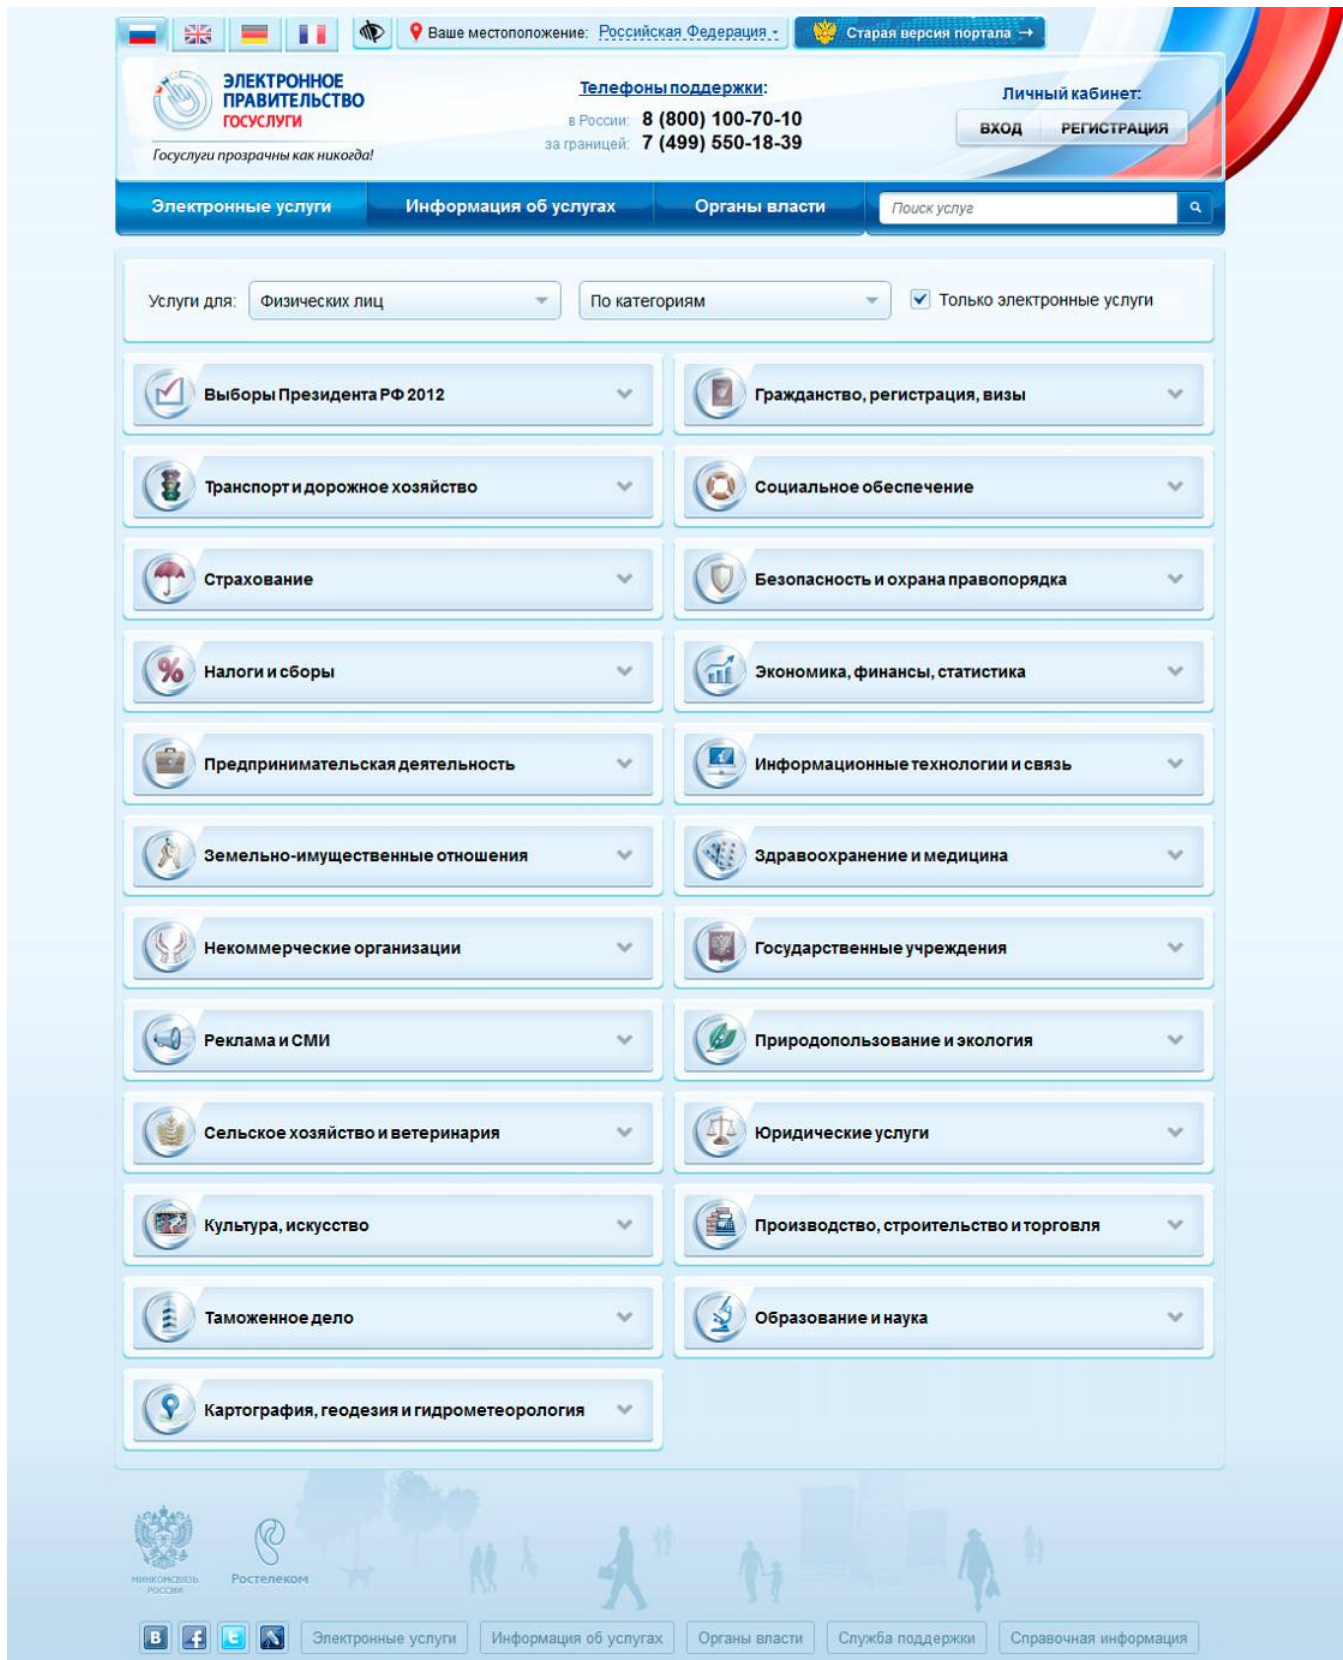 Ваше местоположение: Российская Федерация
Старая версия портала →
ЭЛЕКТРОННОЕ
ПРАВИТЕЛЬСТВО
ГОСУСЛУГИ
Госуслуги прозрачны как никогда!
Телефоны поддержки:
в России: 8 (800) 100-70-10
за границей: 7 (499) 550-18-39
Личный кабинет:
ВХОД РЕГИСТРАЦИЯ
Электронные услуги Информация об услугах Органы власти Поиск услуг
Услуги для: Физических лиц По категориям Только электронные услуги
Выборы Президента РФ 2012 Гражданство, регистрация, визы
Транспорт и дорожное хозяйство Социальное обеспечение
Страхование Безопасность и охрана правопорядка
Налоги и сборы Экономика, финансы, статистика
Предпринимательская деятельность Информационные технологии и связь
Земельно-имущественные отношения Здравоохранение и медицина
Некоммерческие организации Государственные учреждения
Реклама и СМИ Природопользование и экология
Сельское хозяйство и ветеринария Юридические услуги
Культура, искусство Производство, строительство и торговля
Таможенное дело Образование и наука
Картография, геодезия и гидрометеорология
МИНКОМСВЯЗЬ
РОССИИ
Ростелеком
Электронные услуги Информация об услугах Органы власти Служба поддержки Справочная информация